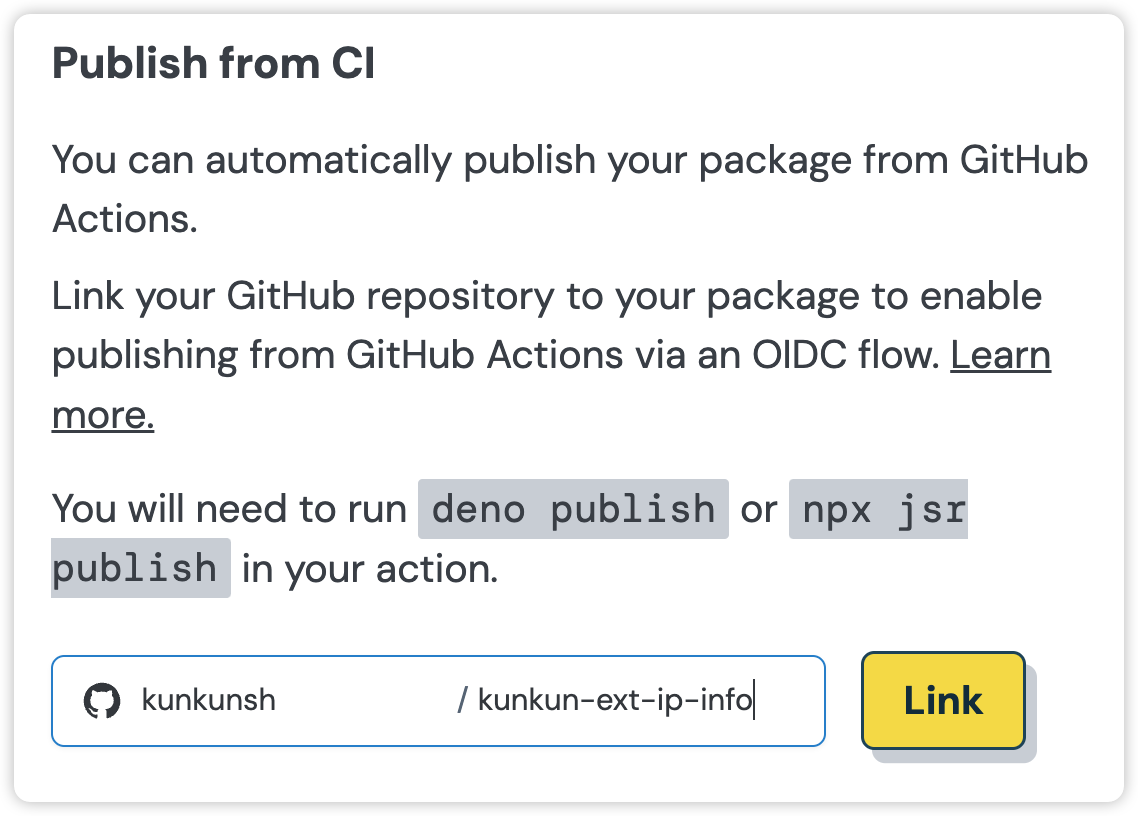 Publish from CI
You can automatically publish your package from GitHub
Actions.
Link your GitHub repository to your package to enable
publishing from GitHub Actions via an OIDC flow. Learn
more.
You will need to run deno publish or npx jsr
publish in your action.
kunkunsh / kunkun-ext-ip-info Link